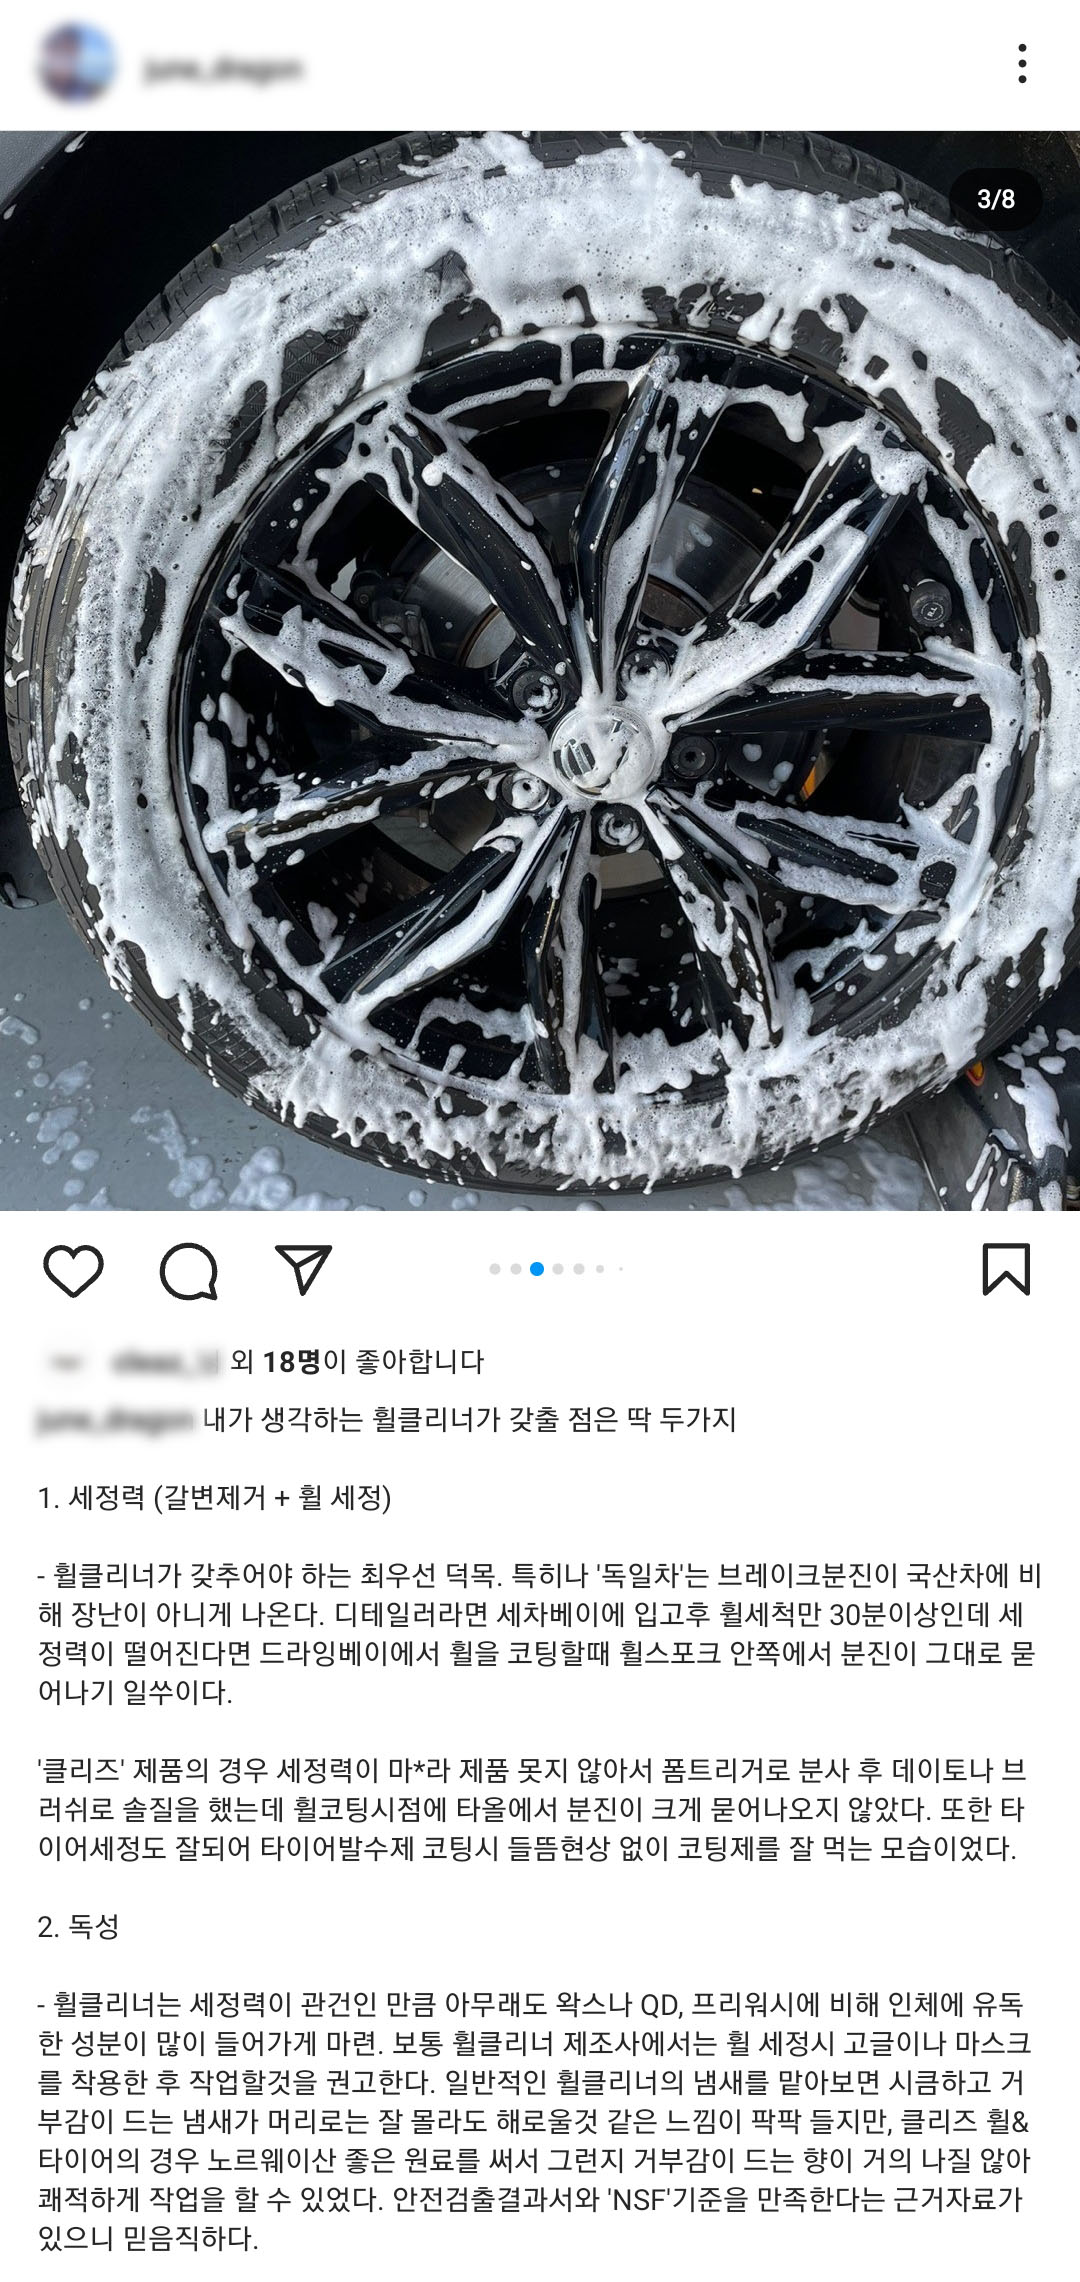 3/8
외 18명이 좋아합니다
내가 생각하는 휠클리너가 갖출 점은 딱 두가지
1. 세정력 (갈변제거 + 휠 세정)
- 휠클리너가 갖추어야 하는 최우선 덕목. 특히나 '독일차'는 브레이크분진이 국산차에 비
해 장난이 아니게 나온다. 디테일러라면 세차베이에 입고후 휠세척만 30분이상인데 세
정력이 떨어진다면 드라잉베이에서 휠을 코팅할때 휠스포크 안쪽에서 분진이 그대로 묻
어나기 일쑤이다.
'클리즈' 제품의 경우 세정력이 마*라 제품 못지 않아서 폼트리거로 분사 후 데이토나 브
러쉬로 솔질을 했는데 휠코팅시점에 타올에서 분진이 크게 묻어나오지 않았다. 또한 타
이어세정도 잘되어 타이어발수제 코팅시 들뜸현상 없이 코팅제를 잘 먹는 모습이었다.
2. 독성
- 휠클리너는 세정력이 관건인 만큼 아무래도 왁스나 QD, 프리워시에 비해 인체에 유독
한 성분이 많이 들어가게 마련. 보통 휠클리너 제조사에서는 휠 세정시 고글이나 마스크
를 착용한 후 작업할것을 권고한다. 일반적인 휠클리너의 냄새를 맡아보면 시큼하고 거
부감이 드는 냄새가 머리로는 잘 몰라도 해로울것 같은 느낌이 팍팍 들지만, 클리즈 휠&
타이어의 경우 노르웨이산 좋은 원료를 써서 그런지 거부감이 드는 향이 거의 나질 않아
쾌적하게 작업을 할 수 있었다. 안전검출결과서와 'NSF'기준을 만족한다는 근거자료가
있으니 믿음직하다.